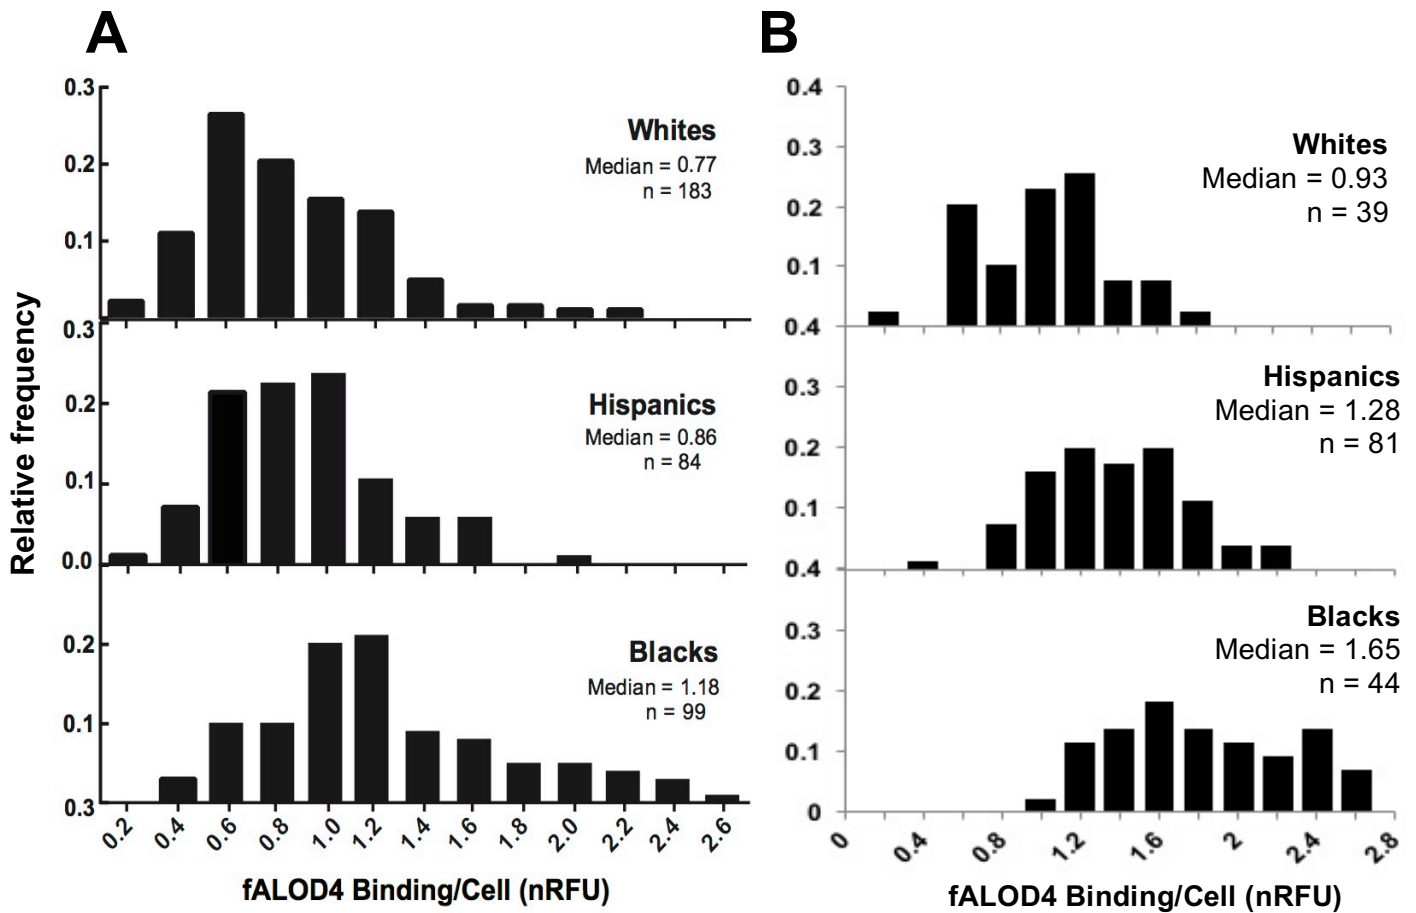 A
0.3
0.2
0.1
Whites
Median = 0.77
n = 183
0.3
0.2
0.1
0.0
Hispanics
Median = 0.86
n = 84
0.2
0.1
0.3
Blacks
Median = 1.18
n = 99
0.2 0.4 0.6 0.8 1.0 1.2 1.4 1.6 1.8 2.0 2.2 2.4 2.6
fALOD4 Binding/Cell (nRFU)
Relative frequency
B
0.4
0.3
0.2
0.1
Whites
Median = 0.93
n = 39
0.4
0.3
0.2
0.1
Hispanics
Median = 1.28
n = 81
0.4
0.3
0.2
0.1
0
Blacks
Median = 1.65
n = 44
0 0.4 0.8 1.2 1.6 2 2.4 2.8
fALOD4 Binding/Cell (nRFU)